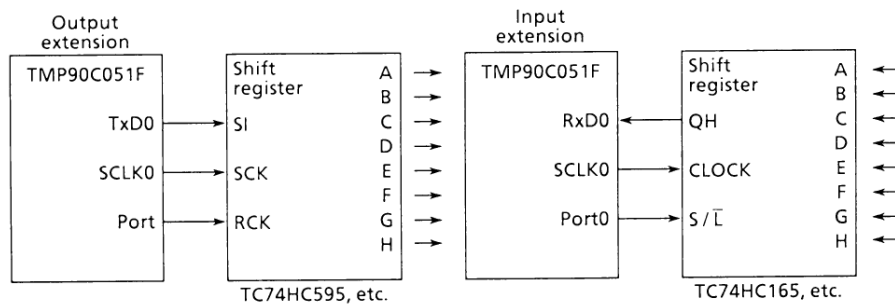 Output
extension
TMP90C051F
TxD0
SCLK0
Port
Shift
register
SI
SCK
RCK
A
B
C
D
E
F
G
H
TC74HC595, etc.
Input
extension
TMP90C051F
RxD0
SCLK0
Port0
Shift
register
QH
CLOCK
S/L̅
A
B
C
D
E
F
G
H
TC74HC165, etc.